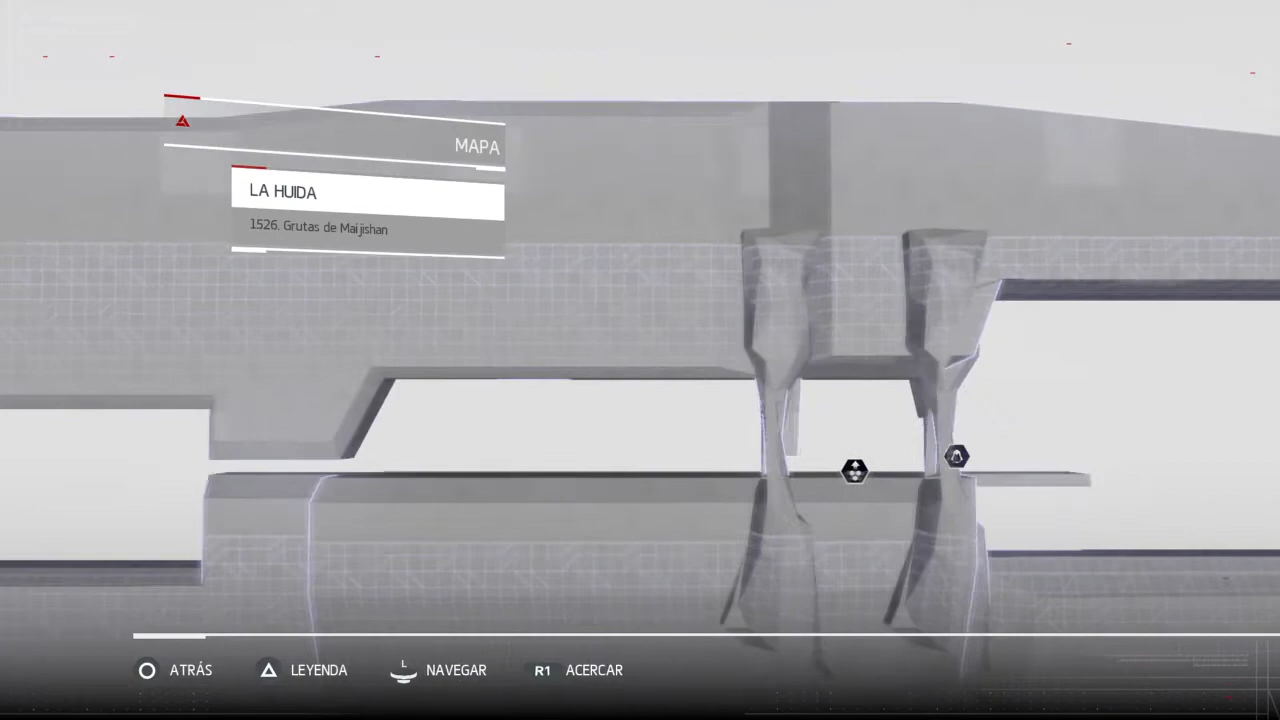 MAPA
LA HUIDA
1526. Grutas de Maijishan
ATRÁS LEYENDA L NAVEGAR R1 ACERCAR